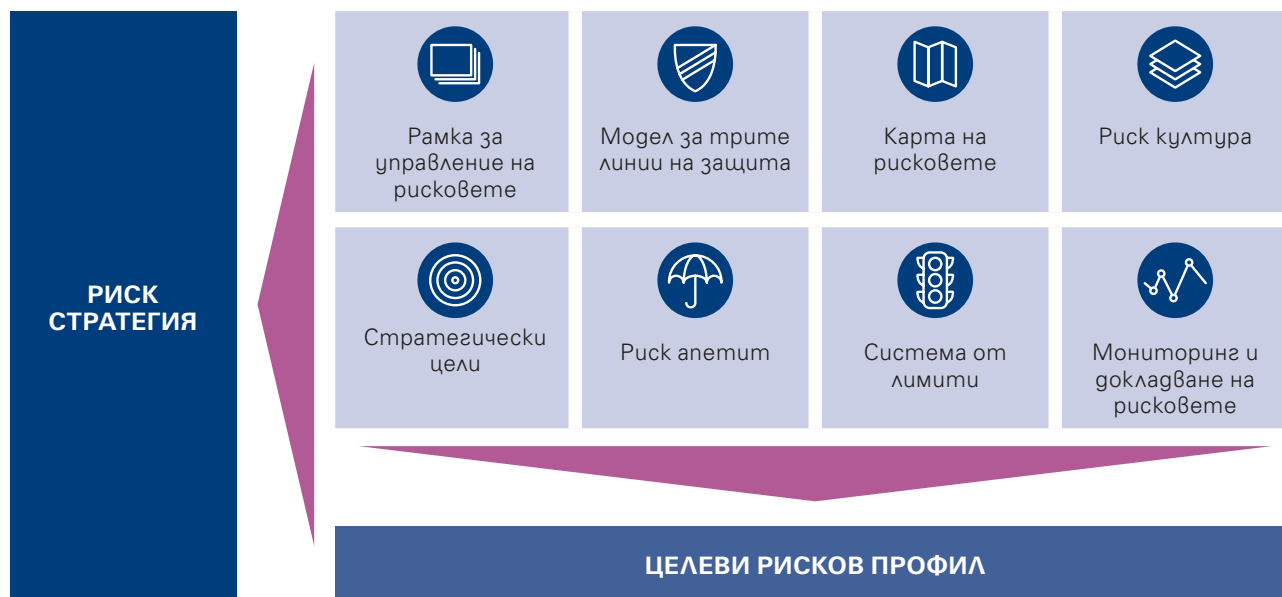 РИСК
СТРАТЕГИЯ
Рамка за
управление на
рисковете
Модел за трите
линии на защита
Карта на
рисковете
Риск култура
Стратегически
цели
Риск апетит
Система от
лимити
Мониторинг и
докладване на
рисковете
ЦЕЛЕВИ РИСКОВ ПРОФИЛ